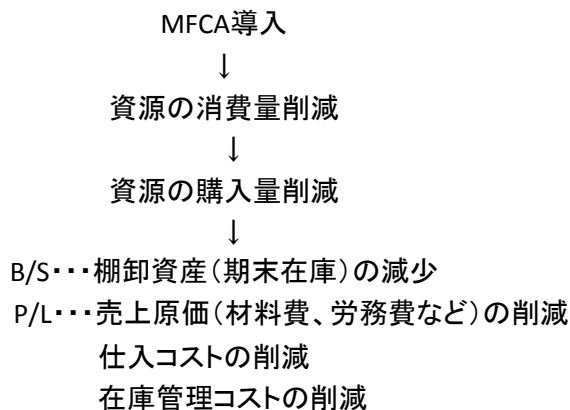 MFCA導入
↓
資源の消費量削減
↓
資源の購入量削減
↓
B/S・・・棚卸資産（期末在庫）の減少
P/L・・・売上原価（材料費、労務費など）の削減
仕入コストの削減
在庫管理コストの削減